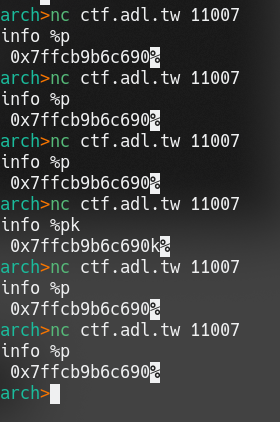 arch>nc ctf.adl.tw 11007
info %p
 0x7ffcb9b6c690%
arch>nc ctf.adl.tw 11007
info %p
 0x7ffcb9b6c690%
arch>nc ctf.adl.tw 11007
info %p
 0x7ffcb9b6c690%
arch>nc ctf.adl.tw 11007
info %pk
 0x7ffcb9b6c690k%
arch>nc ctf.adl.tw 11007
info %p
 0x7ffcb9b6c690%
arch>nc ctf.adl.tw 11007
info %p
 0x7ffcb9b6c690%
arch>